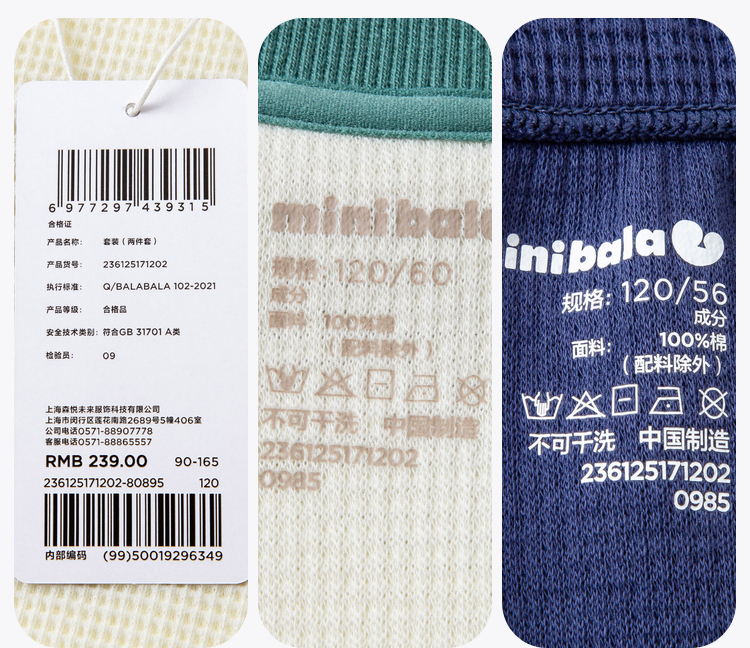 6 977297 439315
合格证
产品名称: 套装(两件套)
产品货号: 236125171202
执行标准: Q/BALABALA 102-2021
产品等级: 合格品
安全技术类别: 符合GB 31701 A类
检验员: 09
上海森悦未来服饰科技有限公司
上海市闵行区莲花南路2689号5幢406室
公司电话0571-88907778
客服电话0571-88865557
RMB 239.00 90-165
236125171202-80895 120
内部编码 (99)50019296349
minibala
规格 120/60
成分
面料: 100%棉
(配料除外)
不可干洗 中国制造
236125171202
0985
inibala
规格: 120/56
成分
面料: 100%棉
(配料除外)
不可干洗 中国制造
236125171202
0985